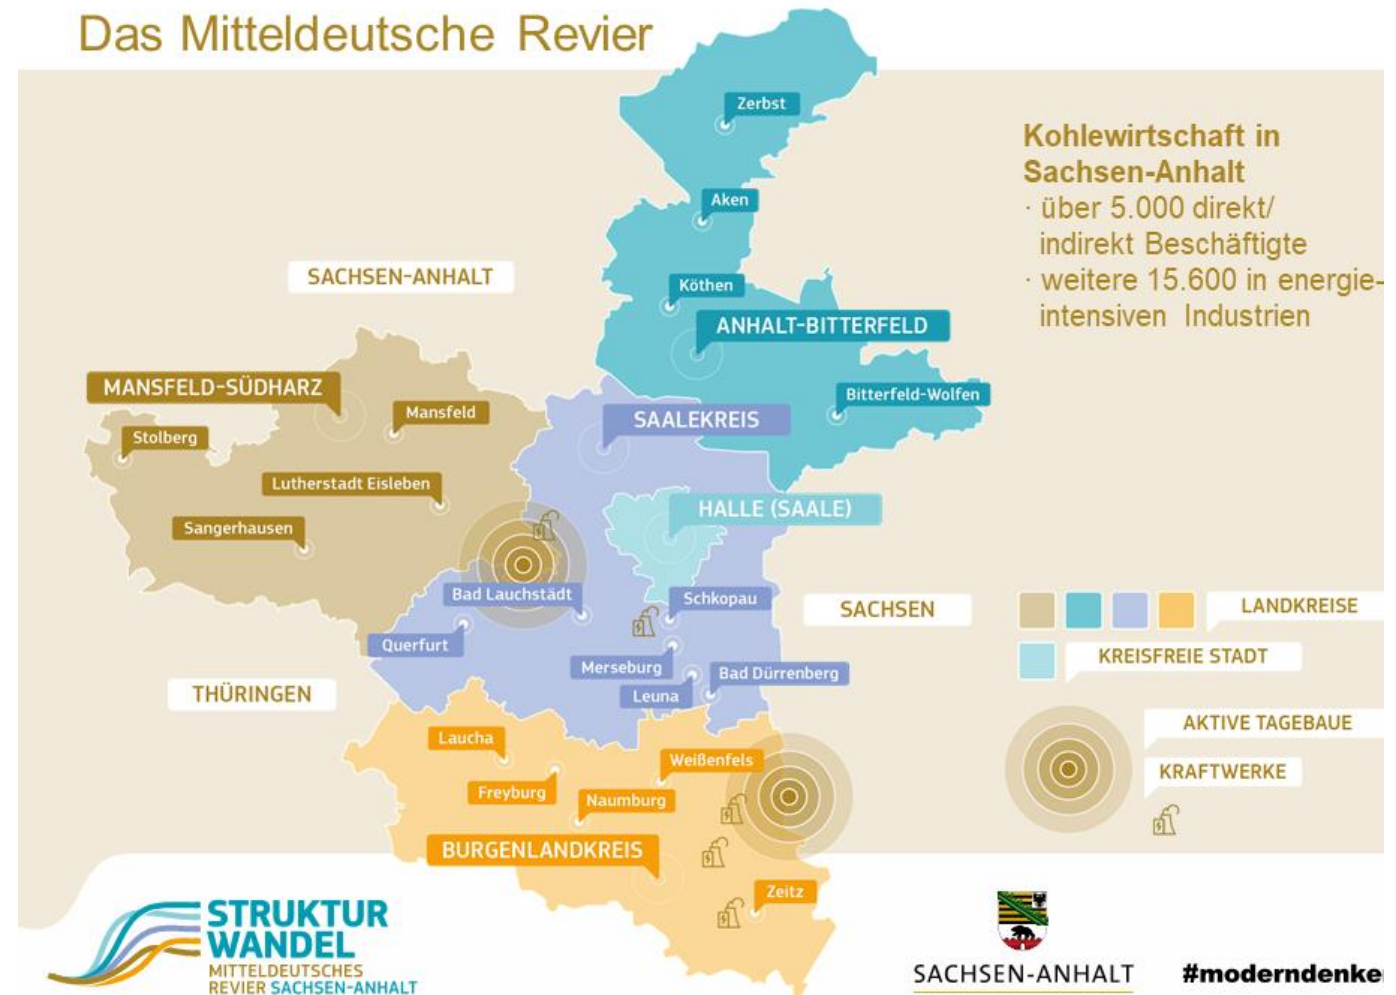 Das Mitteldeutsche Revier
Kohlewirtschaft in
Sachsen-Anhalt
· über 5.000 direkt/
indirekt Beschäftigte
· weitere 15.600 in energie-
intensiven Industrien
Zerbst
Aken
SACHSEN-ANHALT
Köthen
ANHALT-BITTERFELD
MANSFELD-SÜDHARZ
Mansfeld
Bitterfeld-Wolfen
SAALEKREIS
Stolberg
Lutherstadt Eisleben
HALLE (SAALE)
Sangerhausen
Bad Lauchstädt
Schkopau
SACHSEN
Querfurt
Merseburg
Bad Dürrenberg
Leuna
THÜRINGEN
LANDKREISE
KREISFREIE STADT
AKTIVE TAGEBAUE
KRAFTWERKE
Laucha
Weißenfels
Freyburg
Naumburg
BURGENLANDKREIS
Zeitz
STRUKTUR
WANDEL
MITTELDEUTSCHES
REVIER SACHSEN-ANHALT
SACHSEN-ANHALT
#moderndenken